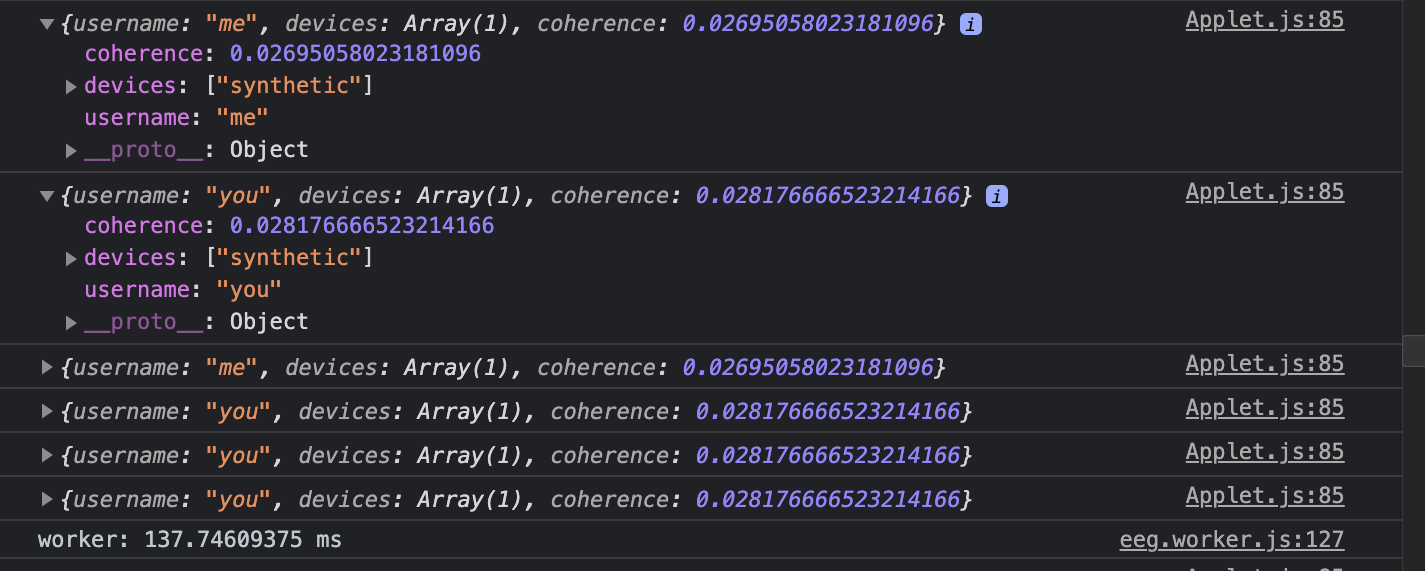 {username: "me", devices: Array(1), coherence: 0.02695058023181096} i Applet.js:85
coherence: 0.02695058023181096
devices: ["synthetic"]
username: "me"
__proto__: Object
{username: "you", devices: Array(1), coherence: 0.028176666523214166} i Applet.js:85
coherence: 0.028176666523214166
devices: ["synthetic"]
username: "you"
__proto__: Object
{username: "me", devices: Array(1), coherence: 0.02695058023181096} Applet.js:85
{username: "you", devices: Array(1), coherence: 0.028176666523214166} Applet.js:85
{username: "you", devices: Array(1), coherence: 0.028176666523214166} Applet.js:85
{username: "you", devices: Array(1), coherence: 0.028176666523214166} Applet.js:85
worker: 137.74609375 ms eeg.worker.js:127